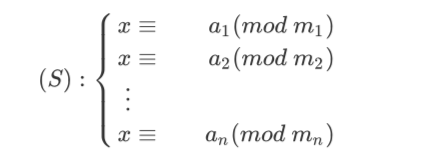 x ≡ a₁(mod m₁)
x ≡ a₂(mod m₂)
(S) : ⋮
x ≡ aₙ(mod mₙ)